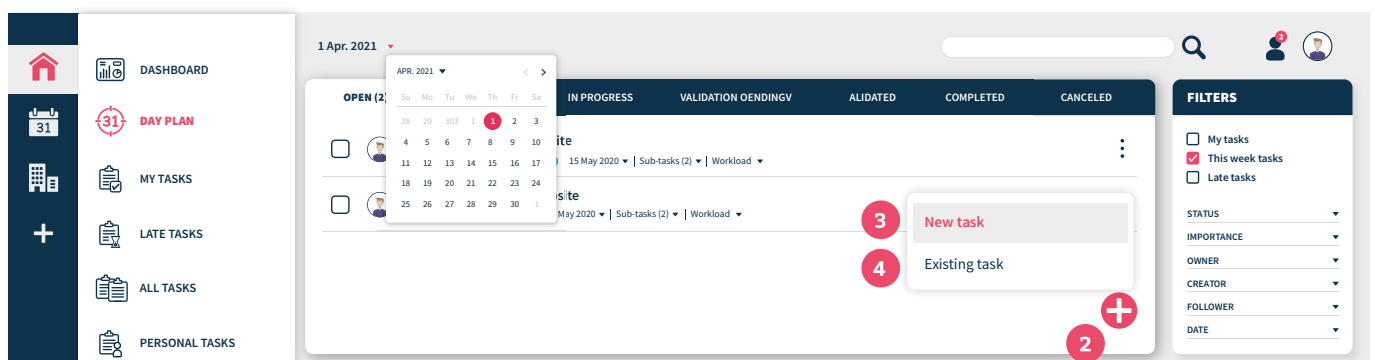 1 Apr. 2021
2
31
DASHBOARD
31
DAY PLAN
MY TASKS
LATE TASKS
ALL TASKS
PERSONAL TASKS
APR. 2021
Su Mo Tu We Th Fr Sa
28 29 303 1 1 2 3
4 5 6 7 8 9 10
11 12 13 14 15 16 17
18 19 20 21 22 23 24
25 26 27 28 29 30 1
OPEN (2) IN PROGRESS VALIDATION OENDINGV ALIDATED COMPLETED CANCELED
15 May 2020 Sub-tasks (2) Workload
May 2020 Sub-tasks (2) Workload
3 New task
4 Existing task
2
FILTERS
My tasks
This week tasks
Late tasks
STATUS
IMPORTANCE
OWNER
CREATOR
FOLLOWER
DATE